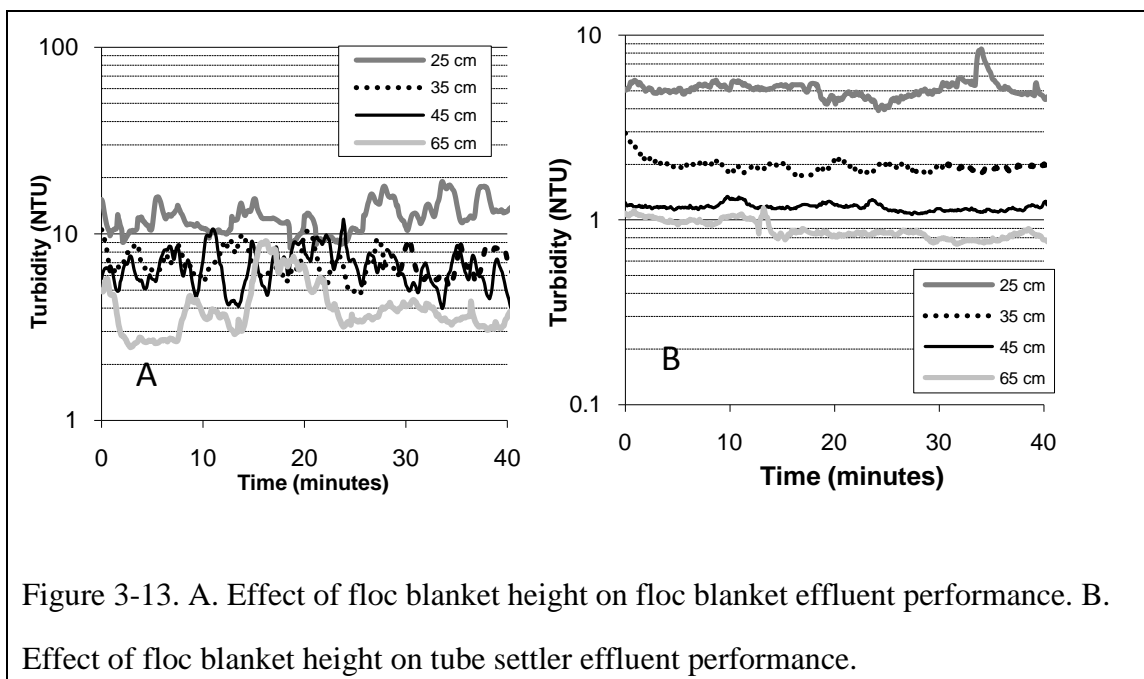 100
10
1
Turbidity (NTU)
25 cm
35 cm
45 cm
65 cm
A
0 10 20 30 40
Time (minutes)
10
1
0.1
Turbidity (NTU)
25 cm
35 cm
45 cm
65 cm
B
0 10 20 30 40
Time (minutes)
Figure 3-13. A. Effect of floc blanket height on floc blanket effluent performance. B.
Effect of floc blanket height on tube settler effluent performance.